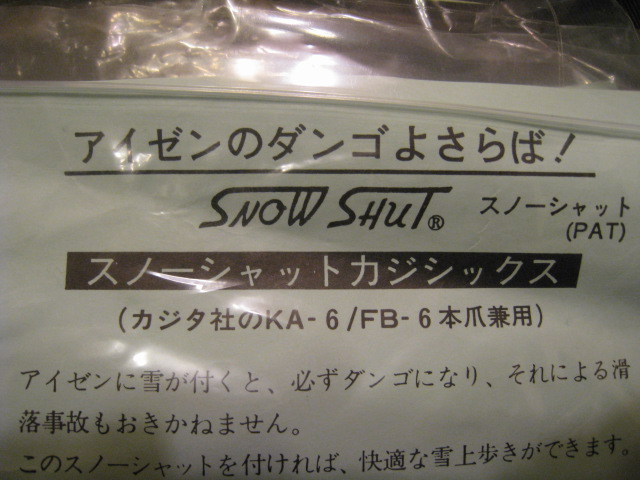 アイゼンのダンゴよさらば!
SNOW SHUT® スノーシャット
(PAT)
スノーシャットカジシックス
(カジタ社のKA-6/FB-6本爪兼用)
アイゼンに雪が付くと、必ずダンゴになり、それによる滑
落事故もおきかねません。
このスノーシャットを付ければ、快適な雪上歩きができます。